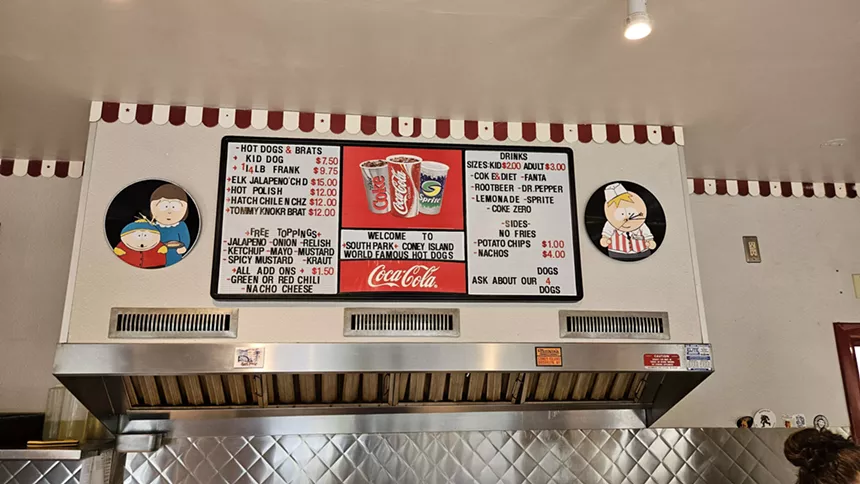 -HOT DOGS & BRATS
+ KID DOG $7.50
+ 1/4 LB FRANK $9.75
+ELK JALAPENO CHD $15.00
+HOT POLISH $12.00
+HATCH CHILE N CHZ $12.00
+TOMMYKNOKR BRAT $12.00
+FREE TOPPINGS+
-JALAPENO -ONION -RELISH
-KETCHUP -MAYO -MUSTARD
-SPICY MUSTARD -KRAUT
+ALL ADD ONS + $1.50
-GREEN OR RED CHILI
-NACHO CHEESE
Coke
Coca-Cola
Sprite
WELCOME TO
+SOUTH PARK+ CONEY ISLAND
WORLD FAMOUS HOT DOGS
Coca-Cola
DRINKS
SIZES:KID$2.00 ADULT$3.00
-COKE&DIET -FANTA
-ROOTBEER -DR.PEPPER
-LEMONADE -SPRITE
-COKE ZERO
-SIDES-
NO FRIES
-POTATO CHIPS $1.00
-NACHOS $4.00
DOGS
ASK ABOUT OUR 4
DOGS
CAUTION